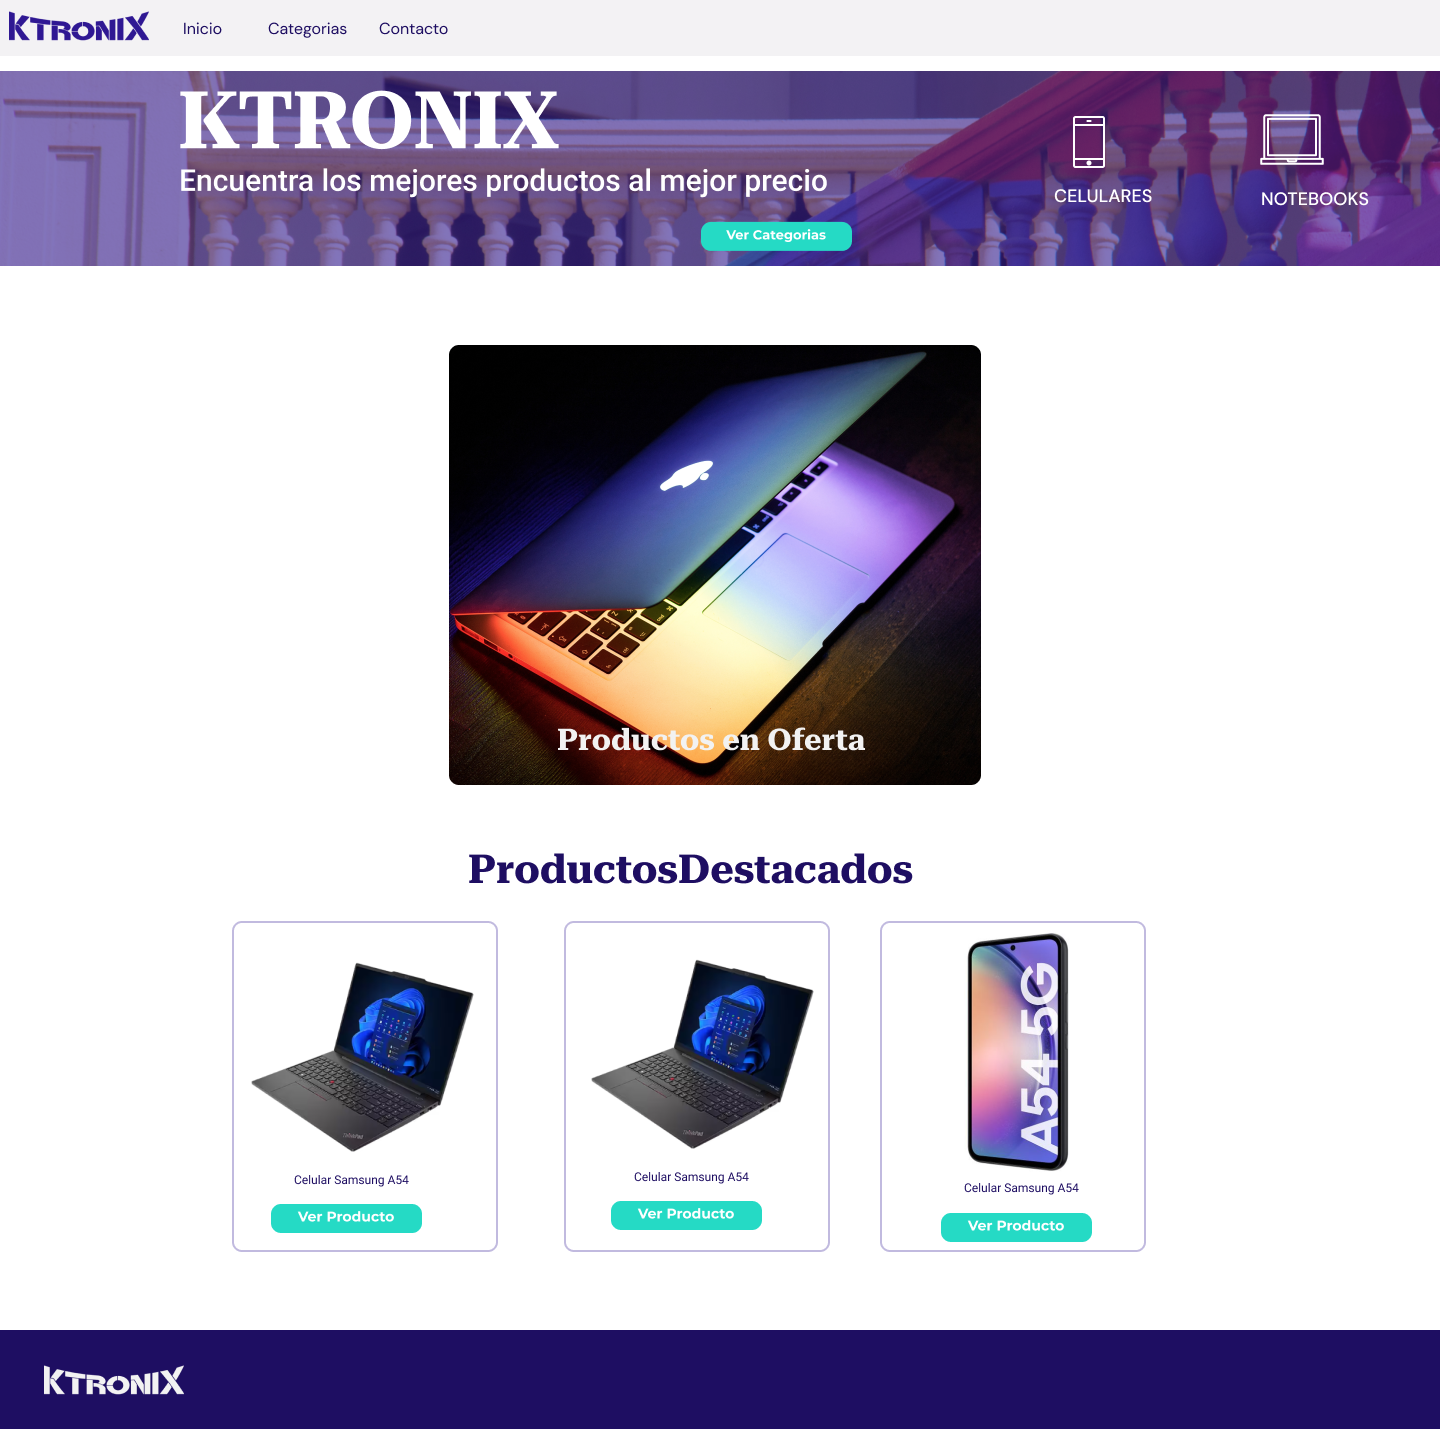 KTRONIX
Inicio Categorias Contacto
KTRONIX
Encuentra los mejores productos al mejor precio
Ver Categorias
CELULARES
NOTEBOOKS
Productos en Oferta
ProductosDestacados
Celular Samsung A54
Ver Producto
Celular Samsung A54
Ver Producto
A54 5G
Celular Samsung A54
Ver Producto
KTRONIX